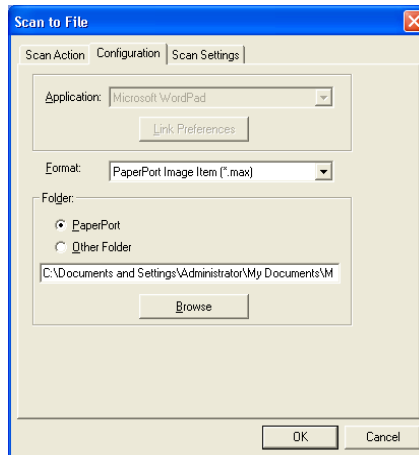 Scan to File
Scan Action Configuration Scan Settings
Application: Microsoft WordPad
Link Preferences
Format: PaperPort Image Item (*.max)
Folder:
PaperPort
Other Folder
C:\Documents and Settings\Administrator\My Documents\M
Browse
OK Cancel